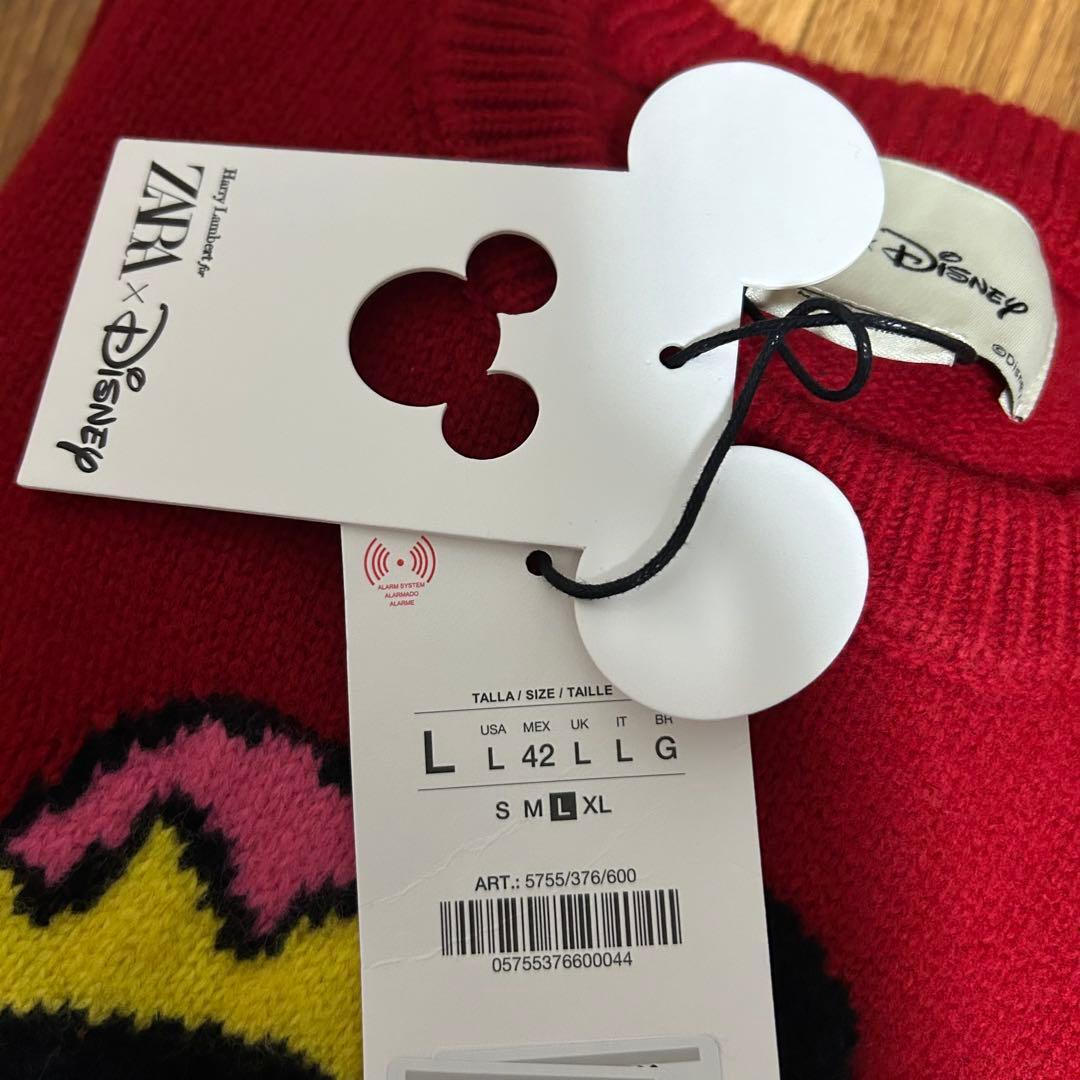 Harry Lambert for
ZARA × Disney
× Disney
©Disney
ALARM SYSTEM
ALARMADO
ALARME
TALLA / SIZE / TAILLE
USA MEX UK IT BR
L L 42 L L G
S M L XL
ART.: 5755/376/600
05755376600044